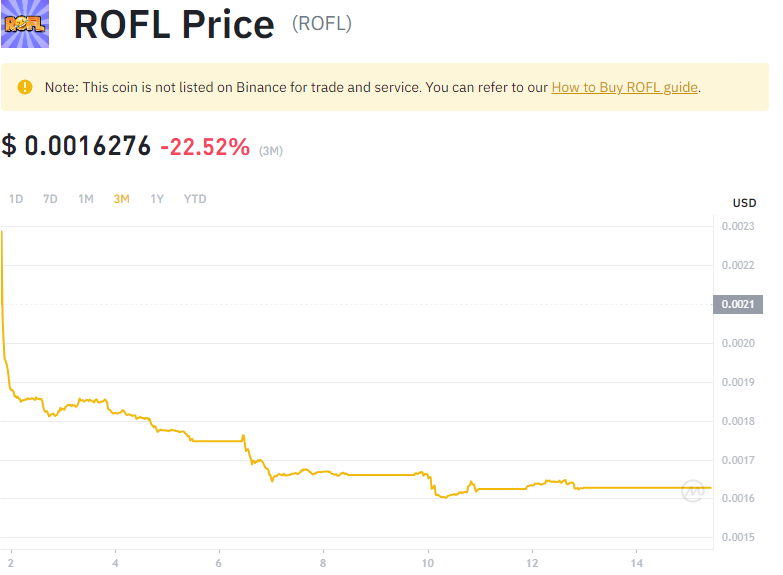 ROFL
ROFL Price (ROFL)
Note: This coin is not listed on Binance for trade and service. You can refer to our How to Buy ROFL guide.
$ 0.0016276 -22.52% (3M)
1D 7D 1M 3M 1Y YTD
USD
0.0023
0.0022
0.0021
0.0020
0.0019
0.0018
0.0017
0.0016
0.0015
2 4 6 8 10 12 14